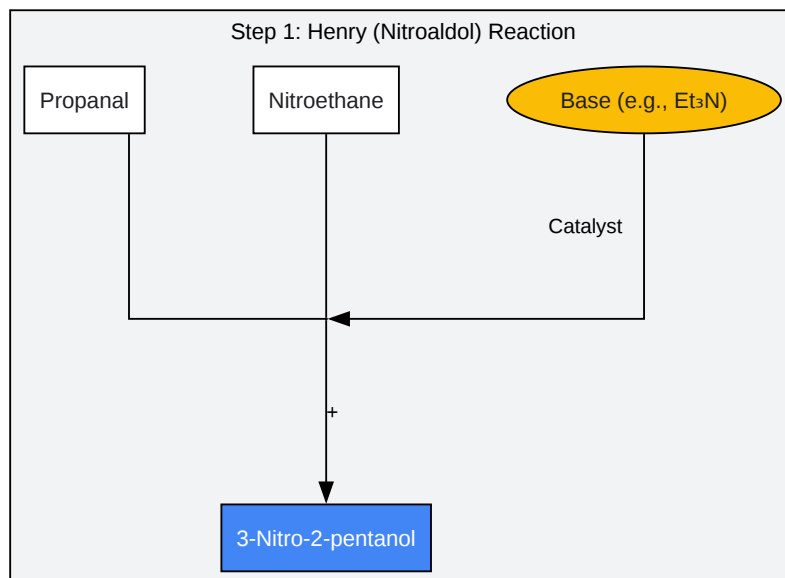 Step 1: Henry (Nitroaldol) Reaction
Propanal
Nitroethane
Base (e.g., Et₃N)
Catalyst
+
3-Nitro-2-pentanol